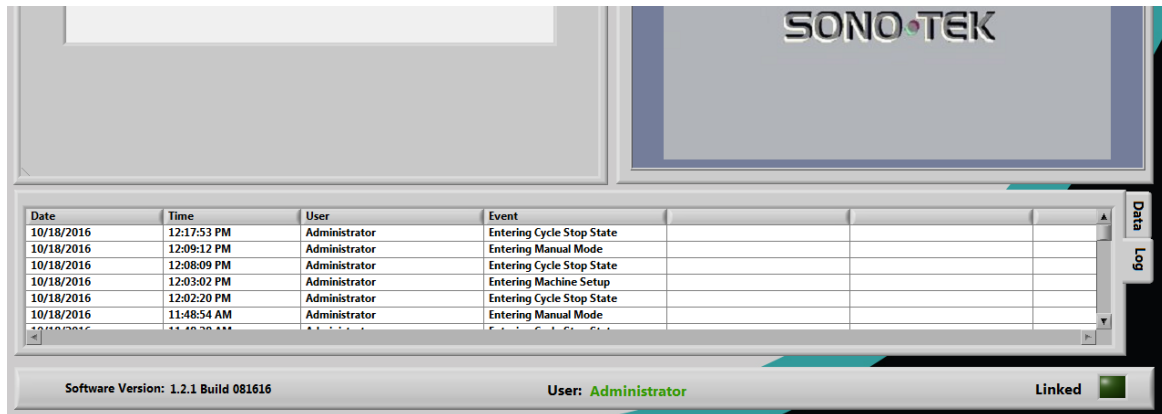 SONO•TEK
Date Time User Event
10/18/2016 12:17:53 PM Administrator Entering Cycle Stop State
10/18/2016 12:09:12 PM Administrator Entering Manual Mode
10/18/2016 12:08:09 PM Administrator Entering Cycle Stop State
10/18/2016 12:03:02 PM Administrator Entering Machine Setup
10/18/2016 12:02:20 PM Administrator Entering Cycle Stop State
10/18/2016 11:48:54 AM Administrator Entering Manual Mode
Data
Log
Software Version: 1.2.1 Build 081616 User: Administrator Linked